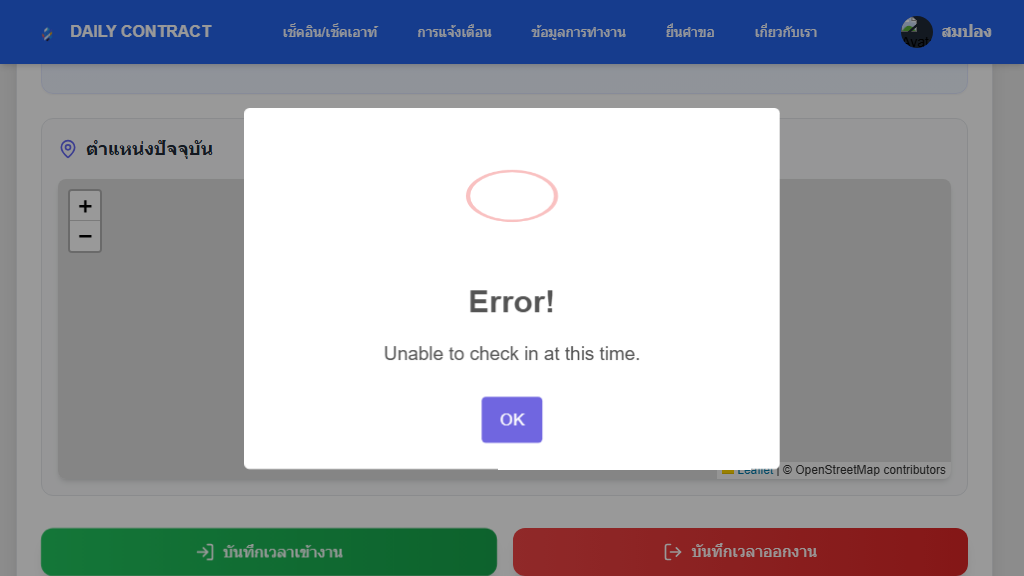 DAILY CONTRACT
เช็คอิน/เช็คเอาท์
การแจ้งเตือน
ข้อมูลการทำงาน
ยื่นคำขอ
เกี่ยวกับเรา
สมปอง
ตำแหน่งปัจจุบัน
+
−
Error!
Unable to check in at this time.
OK
Leaflet | © OpenStreetMap contributors
บันทึกเวลาเข้างาน
บันทึกเวลาออกงาน